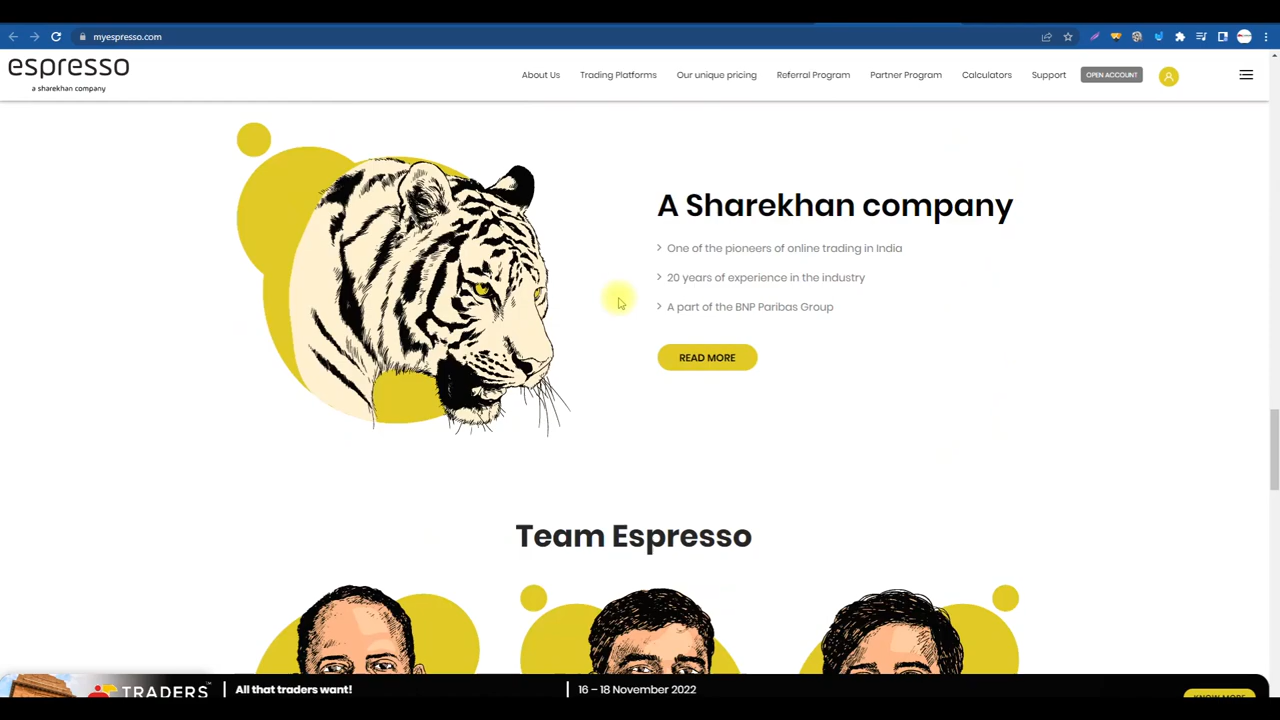 myespresso.com
espresso
a sharekhan company
About Us
Trading Platforms
Our unique pricing
Referral Program
Partner Program
Calculators
Support
OPEN ACCOUNT
A Sharekhan company
One of the pioneers of online trading in India
20 years of experience in the industry
A part of the BNP Paribas Group
READ MORE
Team Espresso
TRADERS
All that traders want!
16 – 18 November 2022
KNOW MORE